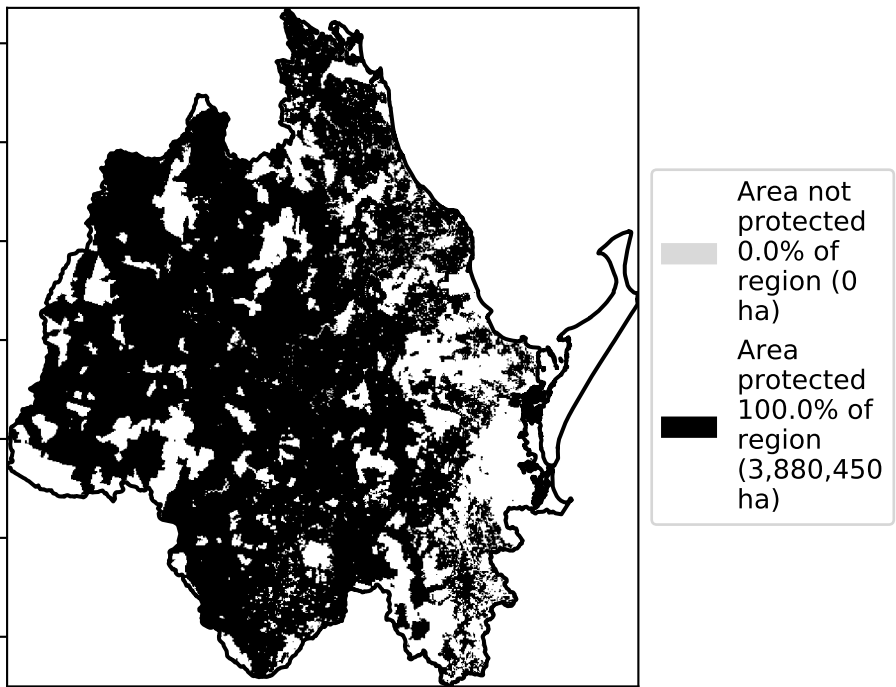 Area not
protected
0.0% of
region (0
ha)
Area
protected
100.0% of
region
(3,880,450
ha)